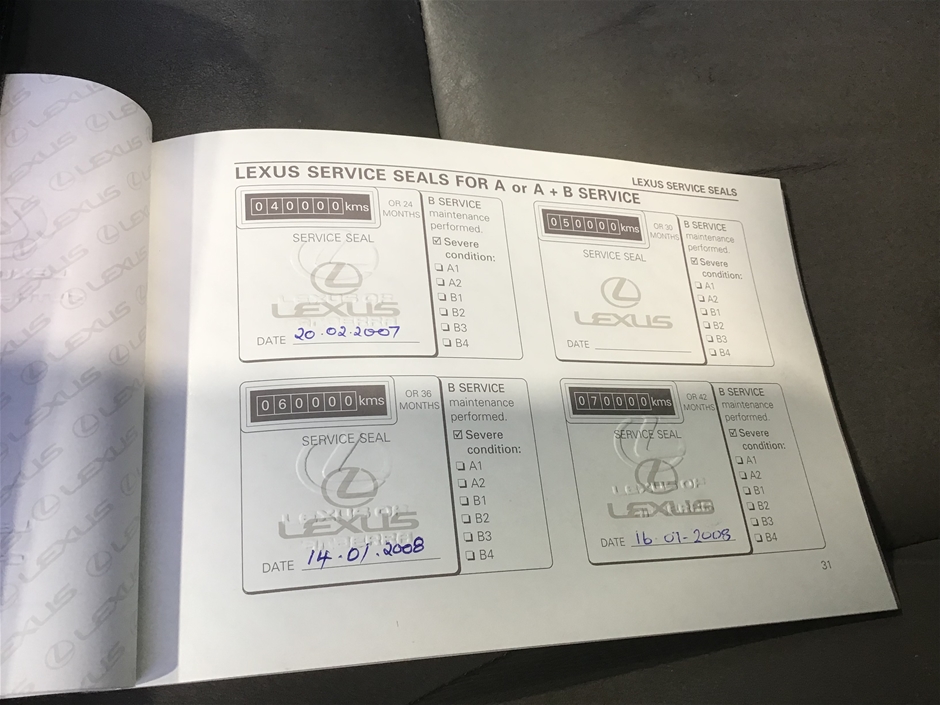 LEXUS SERVICE SEALS
LEXUS SERVICE SEALS FOR A or A + B SERVICE
040000 kms
OR 24
MONTHS
SERVICE SEAL
LEXUS
DATE 20.02.2007
B SERVICE
maintenance
performed.
☑ Severe
condition:
❏ A1
❏ A2
❏ B1
❏ B2
❏ B3
❏ B4
050000 kms
OR 30
MONTHS
SERVICE SEAL
LEXUS
DATE
B SERVICE
maintenance
performed.
☑ Severe
condition:
❏ A1
❏ A2
❏ B1
❏ B2
❏ B3
❏ B4
060000 kms
OR 36
MONTHS
SERVICE SEAL
LEXUS
DATE 14.01.2008
B SERVICE
maintenance
performed.
☑ Severe
condition:
❏ A1
❏ A2
❏ B1
❏ B2
❏ B3
❏ B4
070000 kms
OR 42
MONTHS
SERVICE SEAL
LEXUS
DATE 16.07-2008
B SERVICE
maintenance
performed.
☑ Severe
condition:
❏ A1
❏ A2
❏ B1
❏ B2
❏ B3
❏ B4
31